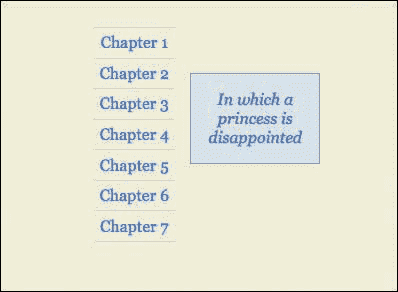 Chapter 1
Chapter 2
Chapter 3
Chapter 4
Chapter 5
Chapter 6
Chapter 7
In which a
princess is
disappointed